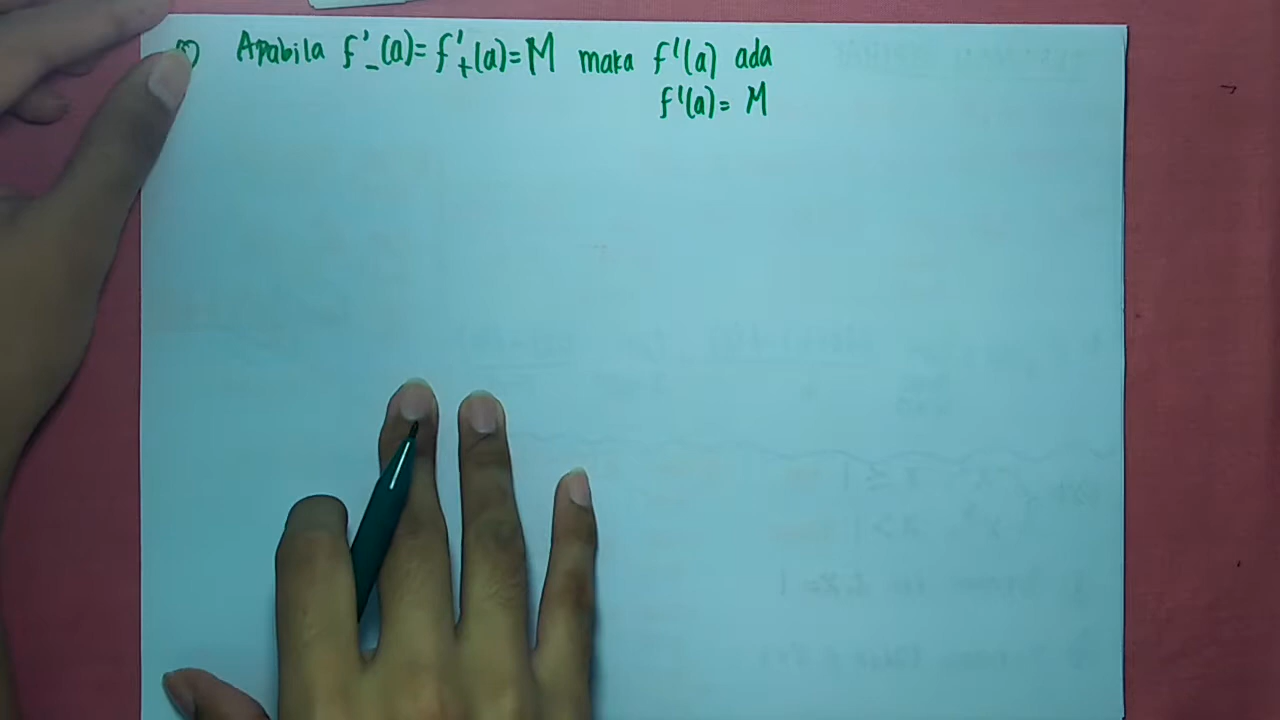 Apabila f'₋(a) = f'₊(a) = M maka f'(a) ada
f'(a) = M